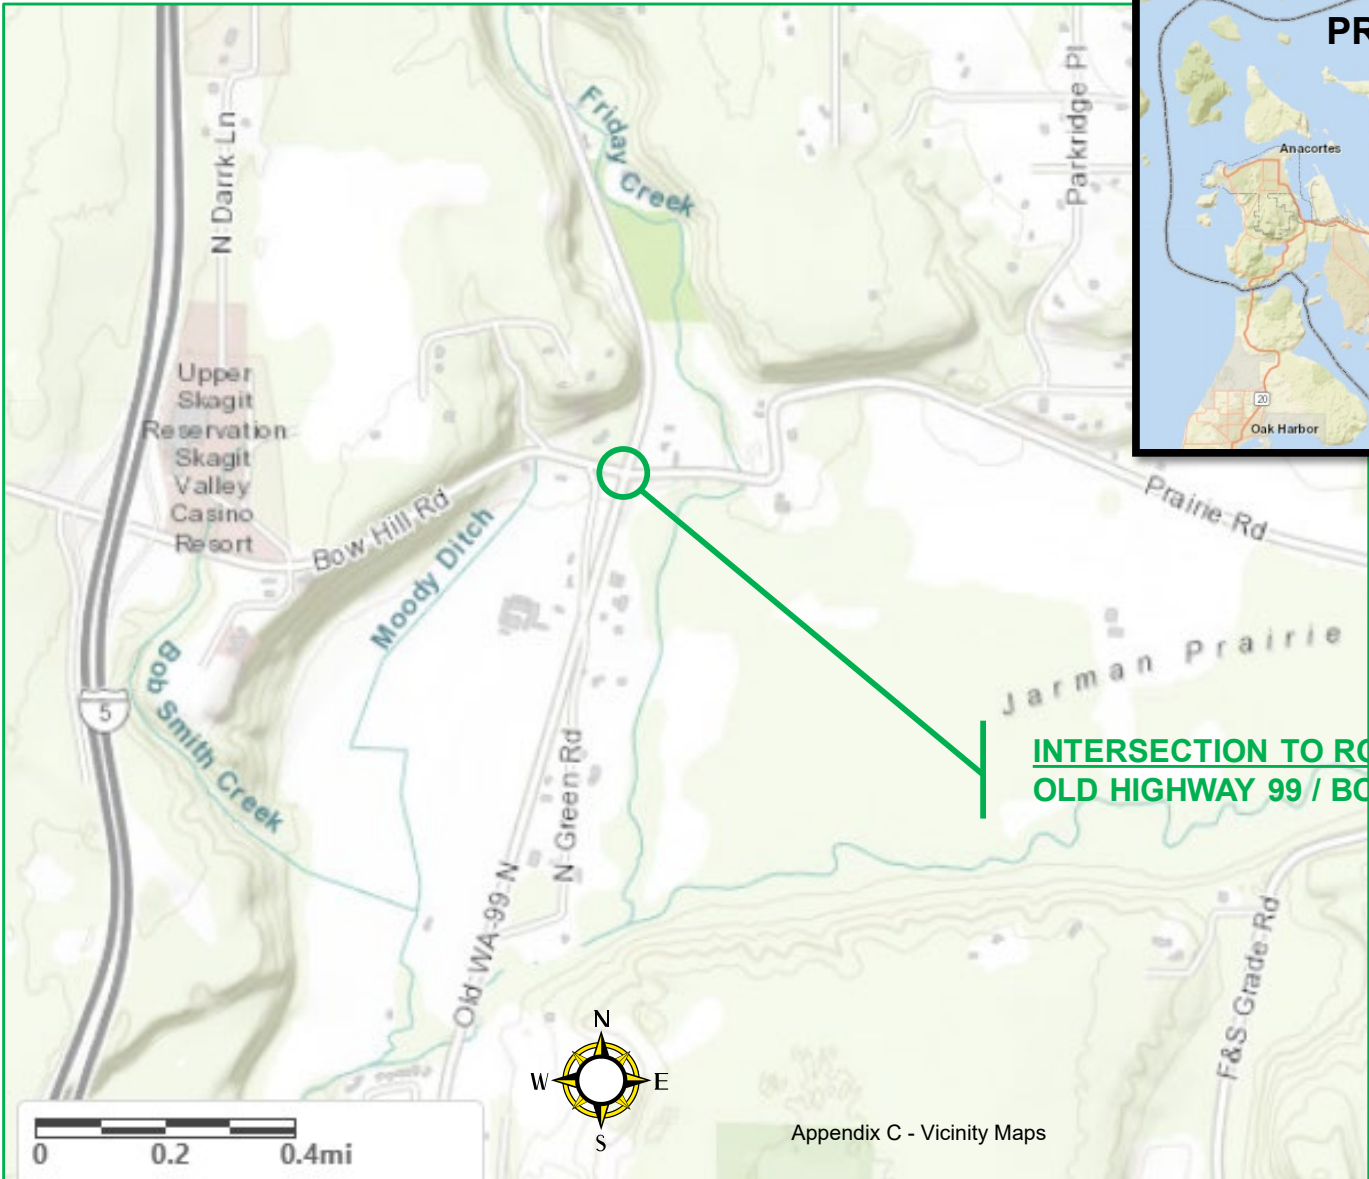 PR
Anacortes
20
Oak Harbor
N Darrk Ln
Friday Creek
Parkridge Pl
Upper
Skagit
Reservation
Skagit
Valley
Casino
Resort
Bow Hill Rd
Moody Ditch
Prairie Rd
Bob Smith Creek
5
Jarman Prairie
INTERSECTION TO RO
OLD HIGHWAY 99 / BO
N Green Rd
Old WA-99 N
F&S Grade Rd
N
W E
S
0 0.2 0.4mi
Appendix C - Vicinity Maps